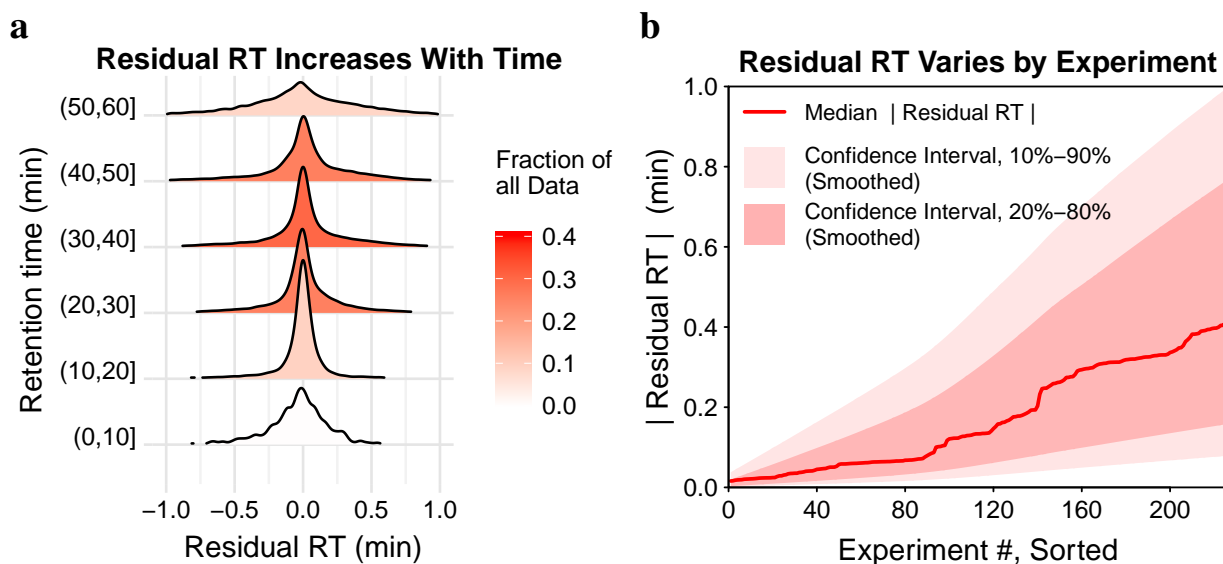 a
Residual RT Increases With Time
Retention time (min)
(50,60]
(40,50]
(30,40]
(20,30]
(10,20]
(0,10]
−1.0 −0.5 0.0 0.5 1.0
Residual RT (min)
Fraction of
all Data
0.4
0.3
0.2
0.1
0.0
b
Residual RT Varies by Experiment
| Residual RT | (min)
1.0
0.8
0.6
0.4
0.2
0.0
Median | Residual RT |
Confidence Interval, 10%−90%
(Smoothed)
Confidence Interval, 20%−80%
(Smoothed)
0 40 80 120 160 200
Experiment #, Sorted